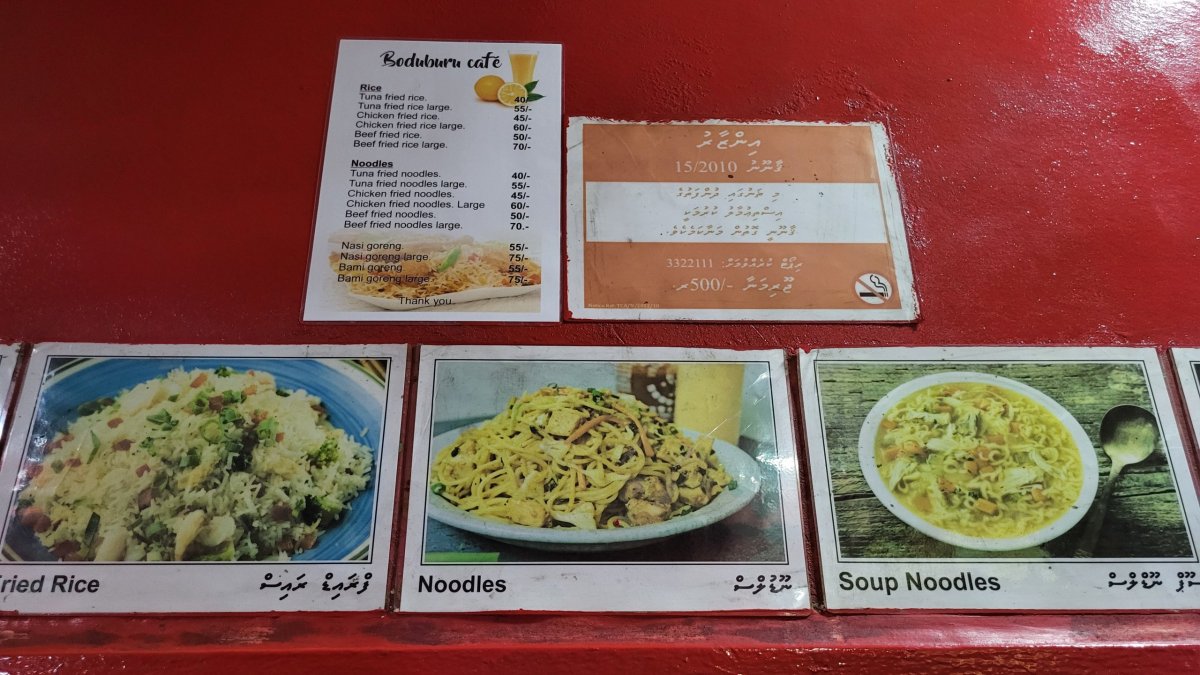 Boduburu café
Rice
Tuna fried rice. 40/-
Tuna fried rice large. 55/-
Chicken fried rice. 45/-
Chicken fried rice large. 60/-
Beef fried rice. 50/-
Beef fried rice large. 70/-
Noodles
Tuna fried noodles. 40/-
Tuna fried noodles large. 55/-
Chicken fried noodles. 45/-
Chicken fried noodles. Large 60/-
Beef fried noodles. 50/-
Beef fried noodles large. 70.-
Nasi goreng. 55/-
Nasi goreng large. 75/-
Bami goreng 55/-
Bami goreng large. 75/-
Thank you.
އިންޒާރު
ޤާނޫނު 15/2010
މި ތަނުގައި ދުންފަތުގެ
އިސްތިޢުމާލު ކުރުމަކީ
ޤާނޫނީ ގޮތުން މަނާކަމެކެވެ.
ރިޕޯޓް ކުރެއްވުމަށް: 3322111
ޖޫރިމަނާ -/500ރ.
ried Rice ފްރައިޑް ރައިސް
Noodles ނޫޑުލްސް
Soup Noodles ސޫޕް ނޫޑްލްސް